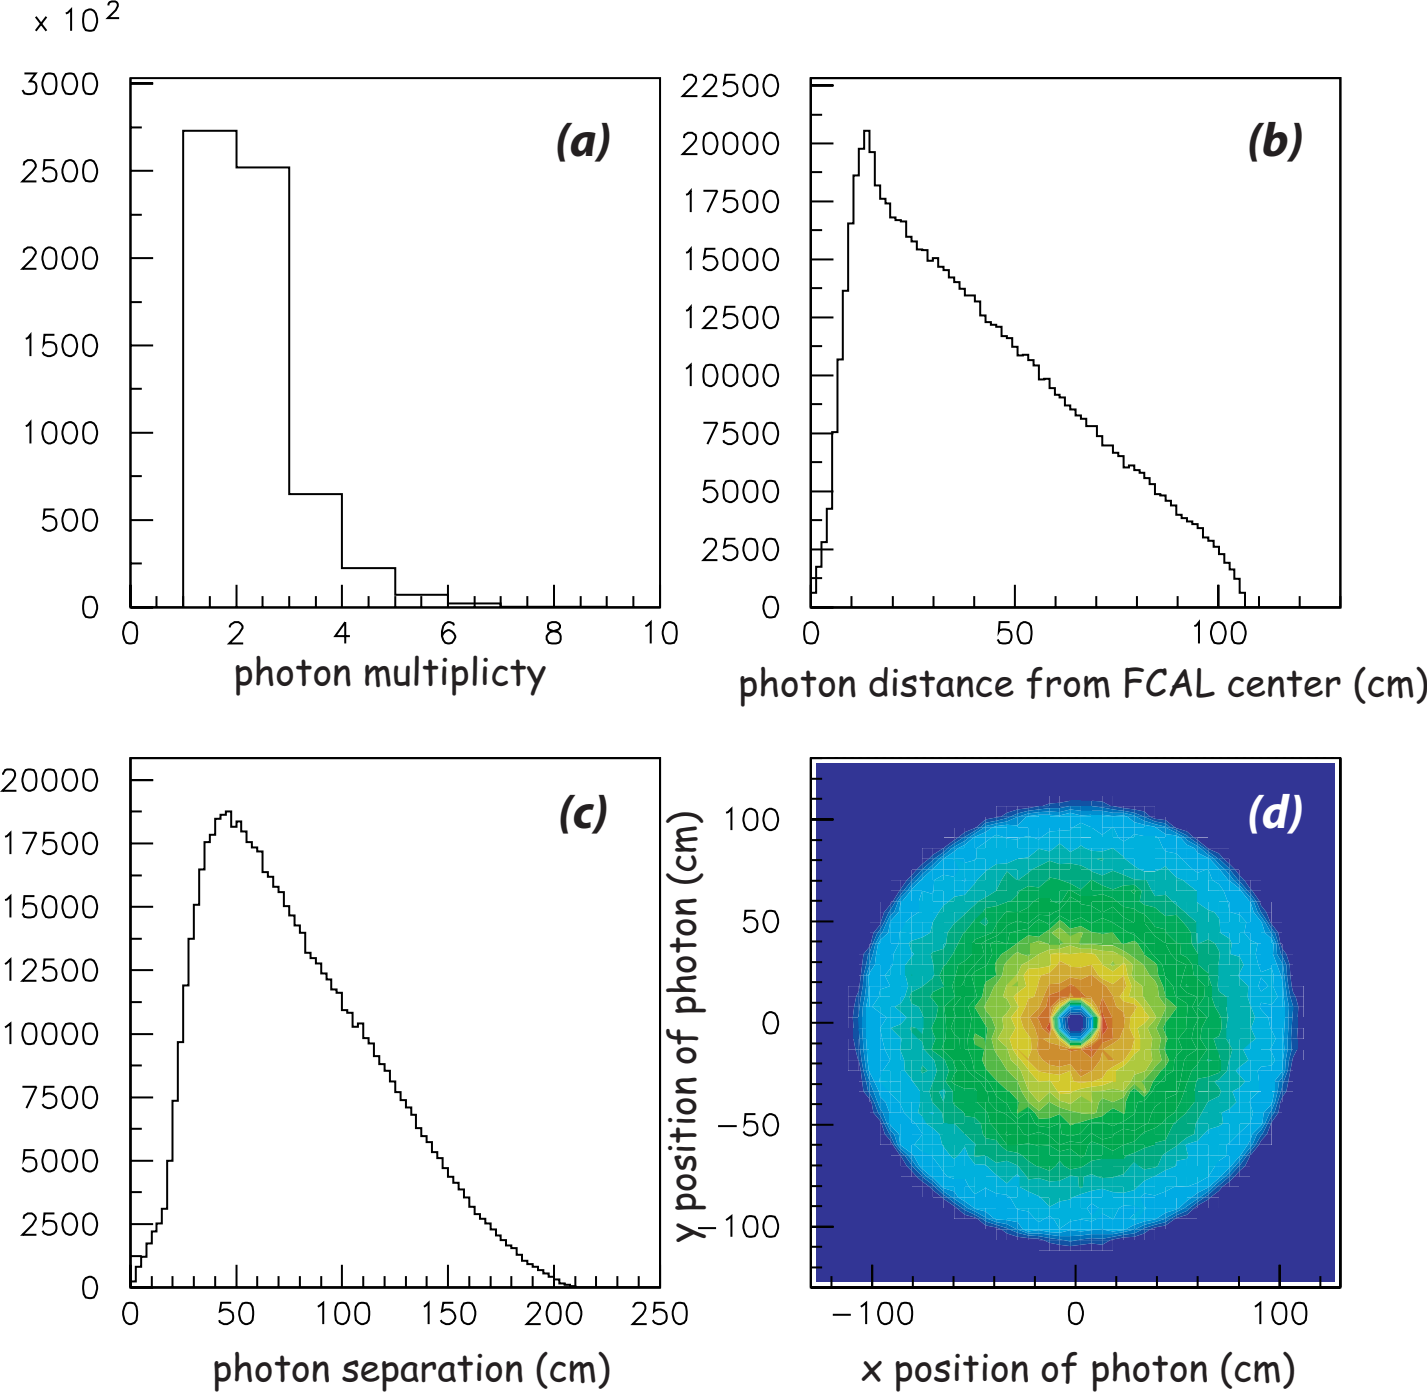 x 10 2
3000
2500
2000
1500
1000
500
0
0 2 4 6 8 10
photon multiplicty
(a)
22500
20000
17500
15000
12500
10000
7500
5000
2500
0
0 50 100
photon distance from FCAL center (cm)
(b)
20000
17500
15000
12500
10000
7500
5000
2500
0
0 50 100 150 200 250
photon separation (cm)
(c)
y position of photon (cm)
100
50
0
−50
−100
−100 0 100
x position of photon (cm)
(d)